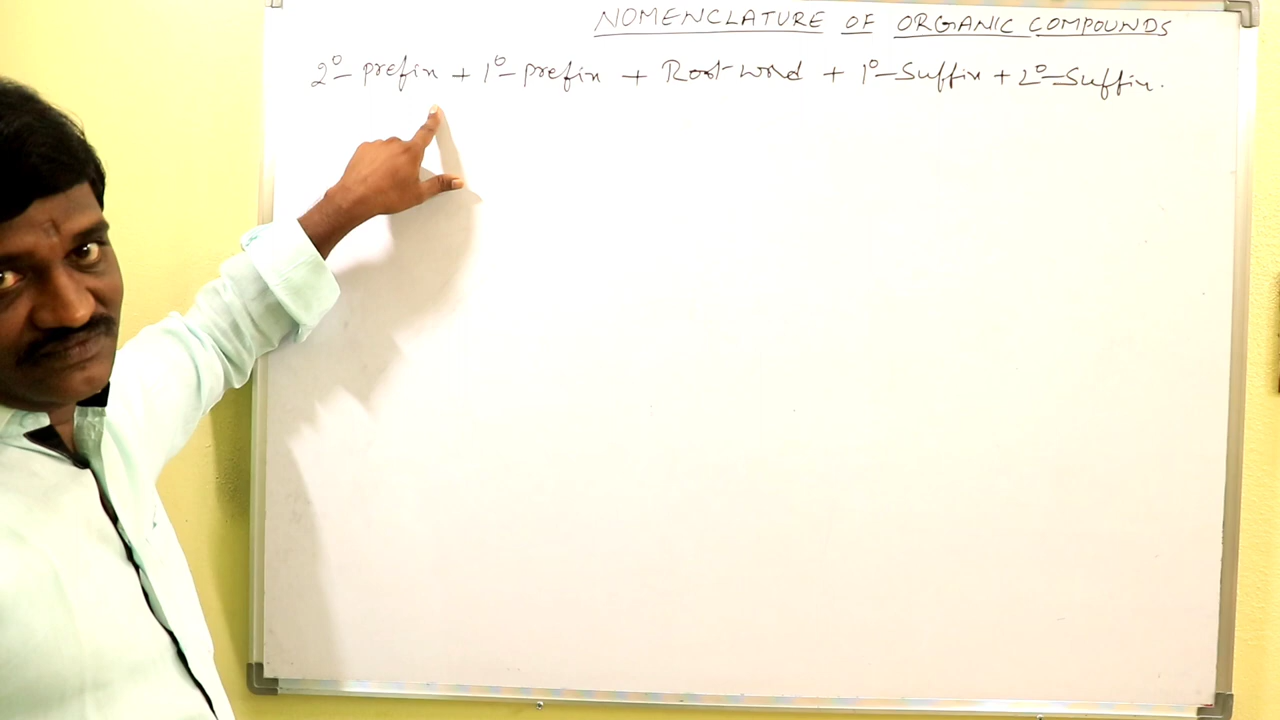 NOMENCLATURE OF ORGANIC COMPOUNDS
2°-prefix + 1°-prefix + Root-word + 1°-Suffix + 2°-Suffix.